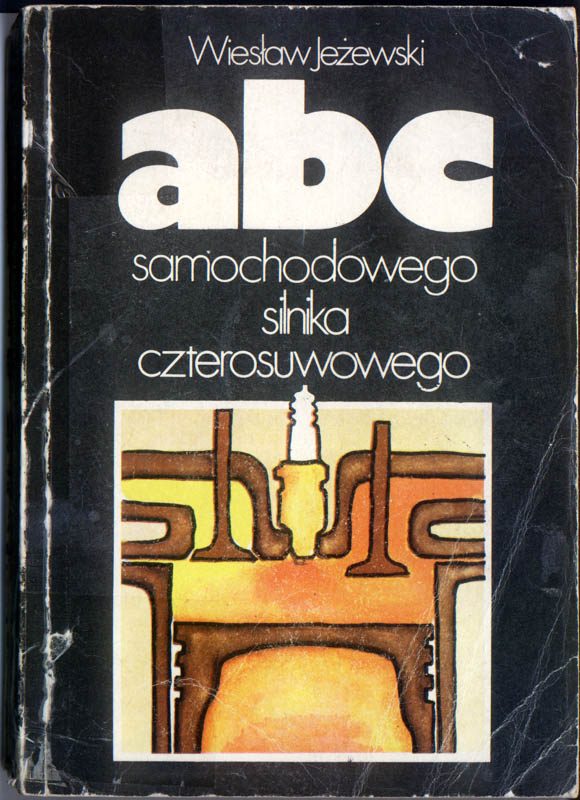 Wiesław Jeżewski
abc
samochodowego
silnika
czterosuwowego